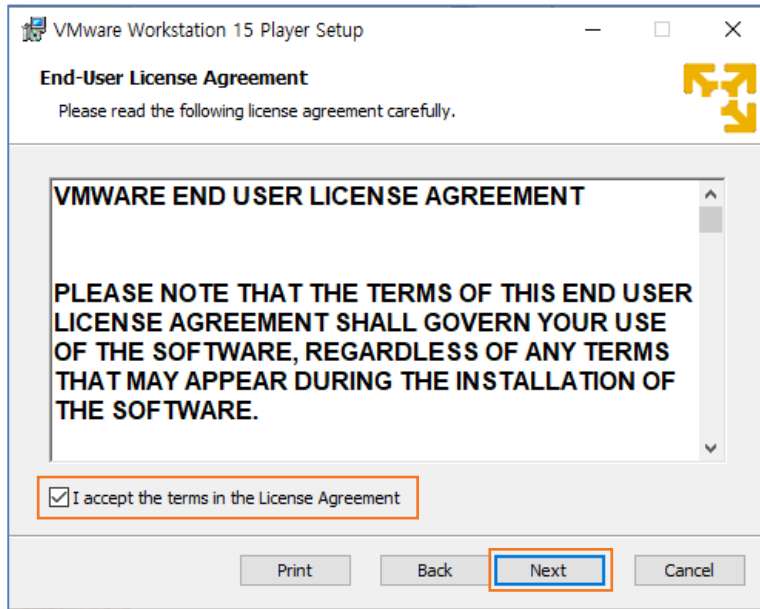 VMware Workstation 15 Player Setup
End-User License Agreement
Please read the following license agreement carefully.
VMWARE END USER LICENSE AGREEMENT
PLEASE NOTE THAT THE TERMS OF THIS END USER
LICENSE AGREEMENT SHALL GOVERN YOUR USE
OF THE SOFTWARE, REGARDLESS OF ANY TERMS
THAT MAY APPEAR DURING THE INSTALLATION OF
THE SOFTWARE.
I accept the terms in the License Agreement
Print Back Next Cancel